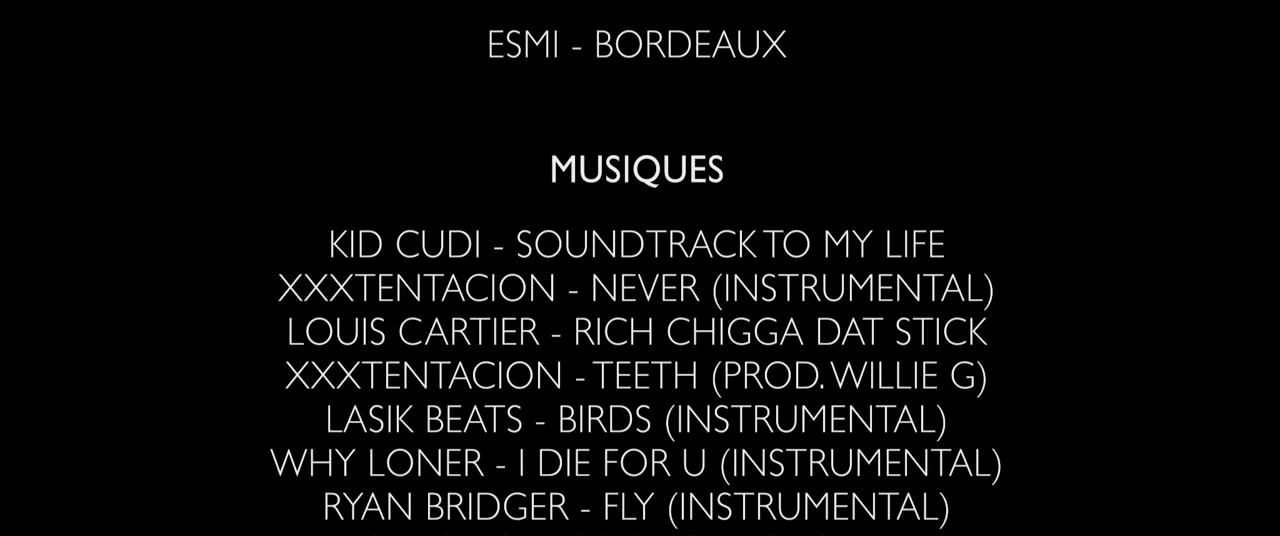 ESMI - BORDEAUX
MUSIQUES
KID CUDI - SOUNDTRACK TO MY LIFE
XXXTENTACION - NEVER (INSTRUMENTAL)
LOUIS CARTIER - RICH CHIGGA DAT STICK
XXXTENTACION - TEETH (PROD. WILLIE G)
LASIK BEATS - BIRDS (INSTRUMENTAL)
WHY LONER - I DIE FOR U (INSTRUMENTAL)
RYAN BRIDGER - FLY (INSTRUMENTAL)